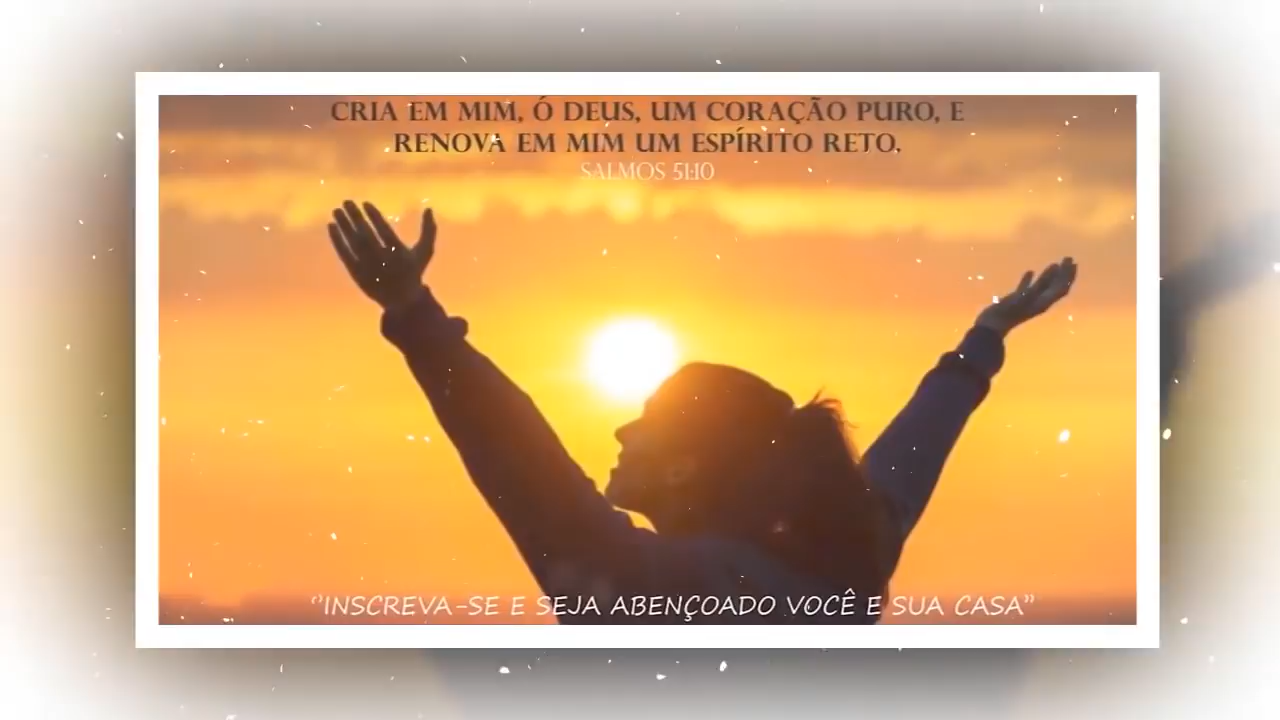 CRIA EM MIM, Ó DEUS, UM CORAÇÃO PURO, E
RENOVA EM MIM UM ESPÍRITO RETO.
SALMOS 51:10
"INSCREVA-SE E SEJA ABENÇOADO VOCÊ E SUA CASA"